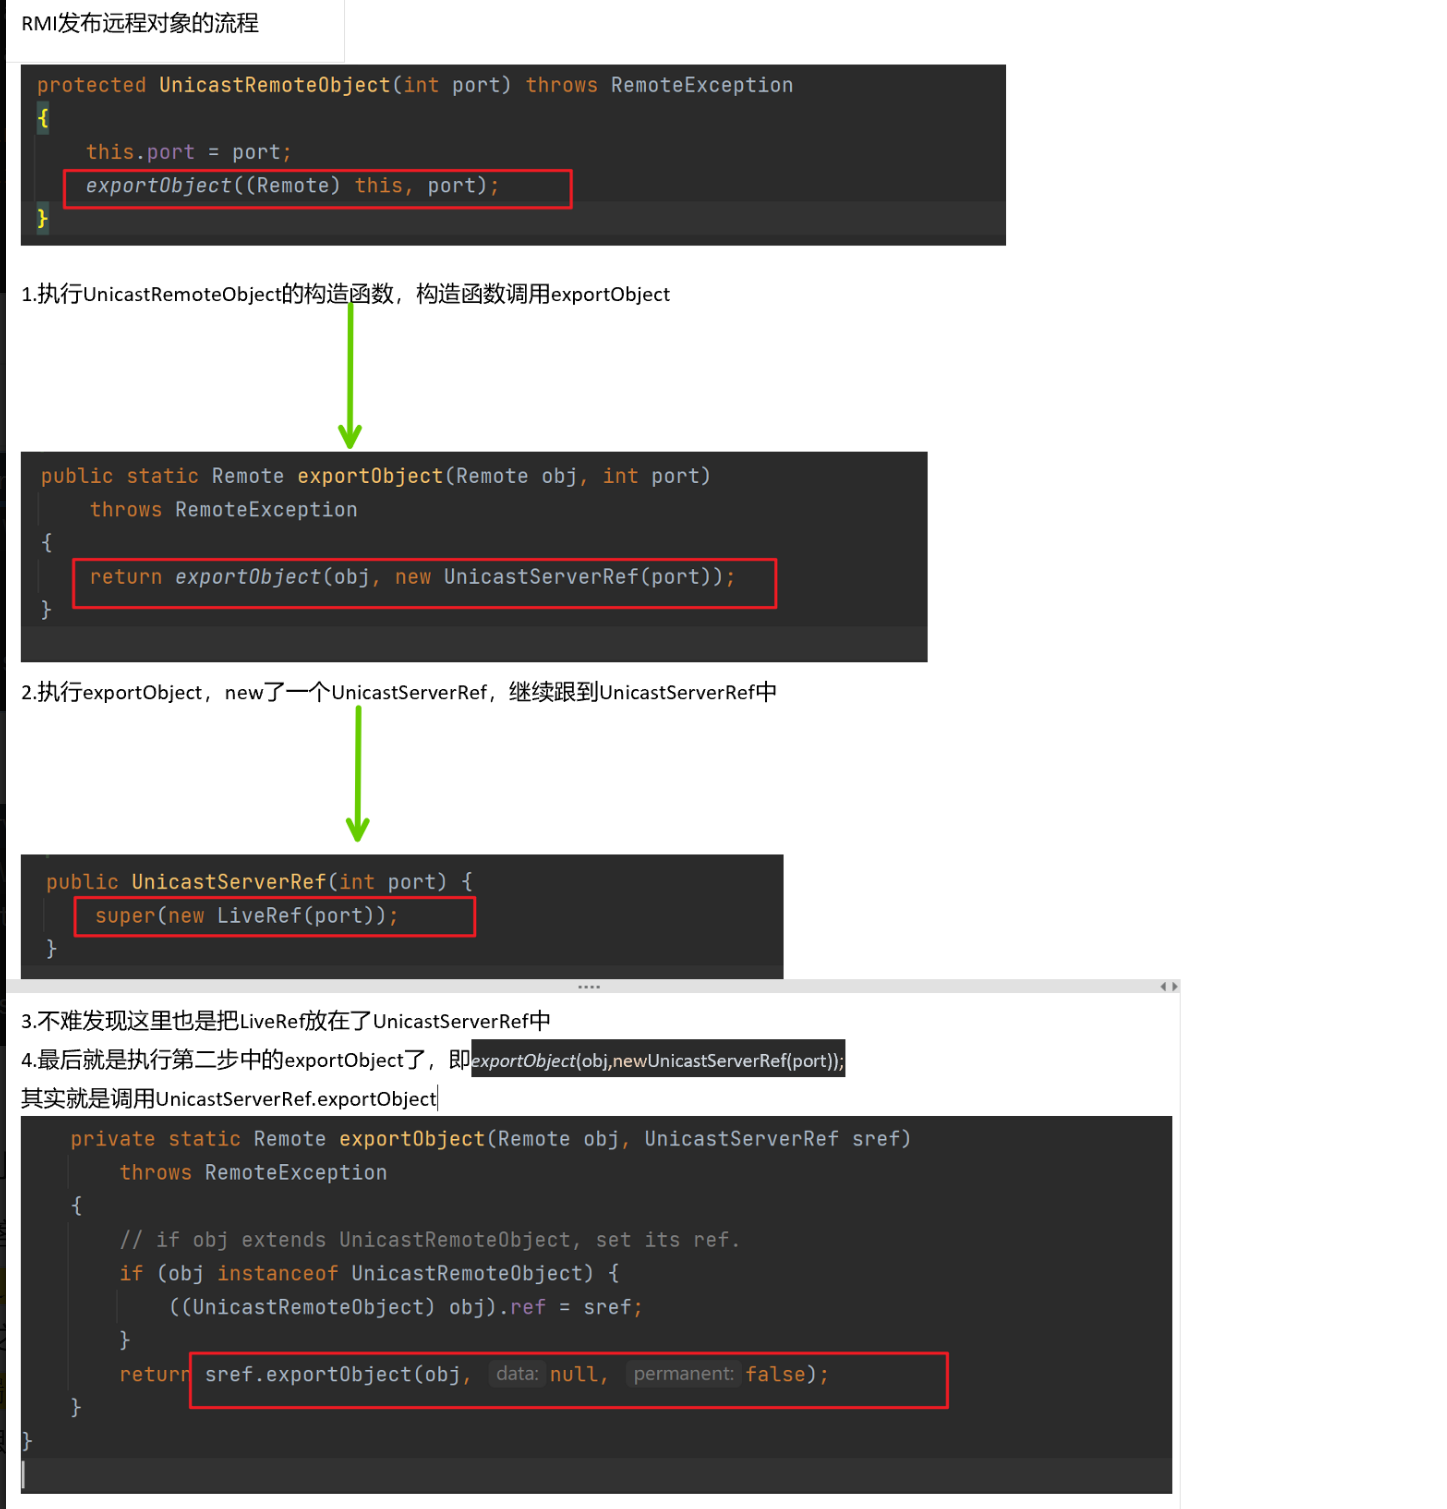 RMI发布远程对象的流程
protected UnicastRemoteObject(int port) throws RemoteException
{
this.port = port;
exportObject((Remote) this, port);
}
1.执行UnicastRemoteObject的构造函数，构造函数调用exportObject
public static Remote exportObject(Remote obj, int port)
throws RemoteException
{
return exportObject(obj, new UnicastServerRef(port));
}
2.执行exportObject，new了一个UnicastServerRef，继续跟到UnicastServerRef中
public UnicastServerRef(int port) {
super(new LiveRef(port));
}
3.不难发现这里也是把LiveRef放在了UnicastServerRef中
4.最后就是执行第二步中的exportObject了，即exportObject(obj,newUnicastServerRef(port));
其实就是调用UnicastServerRef.exportObject
private static Remote exportObject(Remote obj, UnicastServerRef sref)
throws RemoteException
{
// if obj extends UnicastRemoteObject, set its ref.
if (obj instanceof UnicastRemoteObject) {
((UnicastRemoteObject) obj).ref = sref;
}
return sref.exportObject(obj, data: null, permanent: false);
}
}